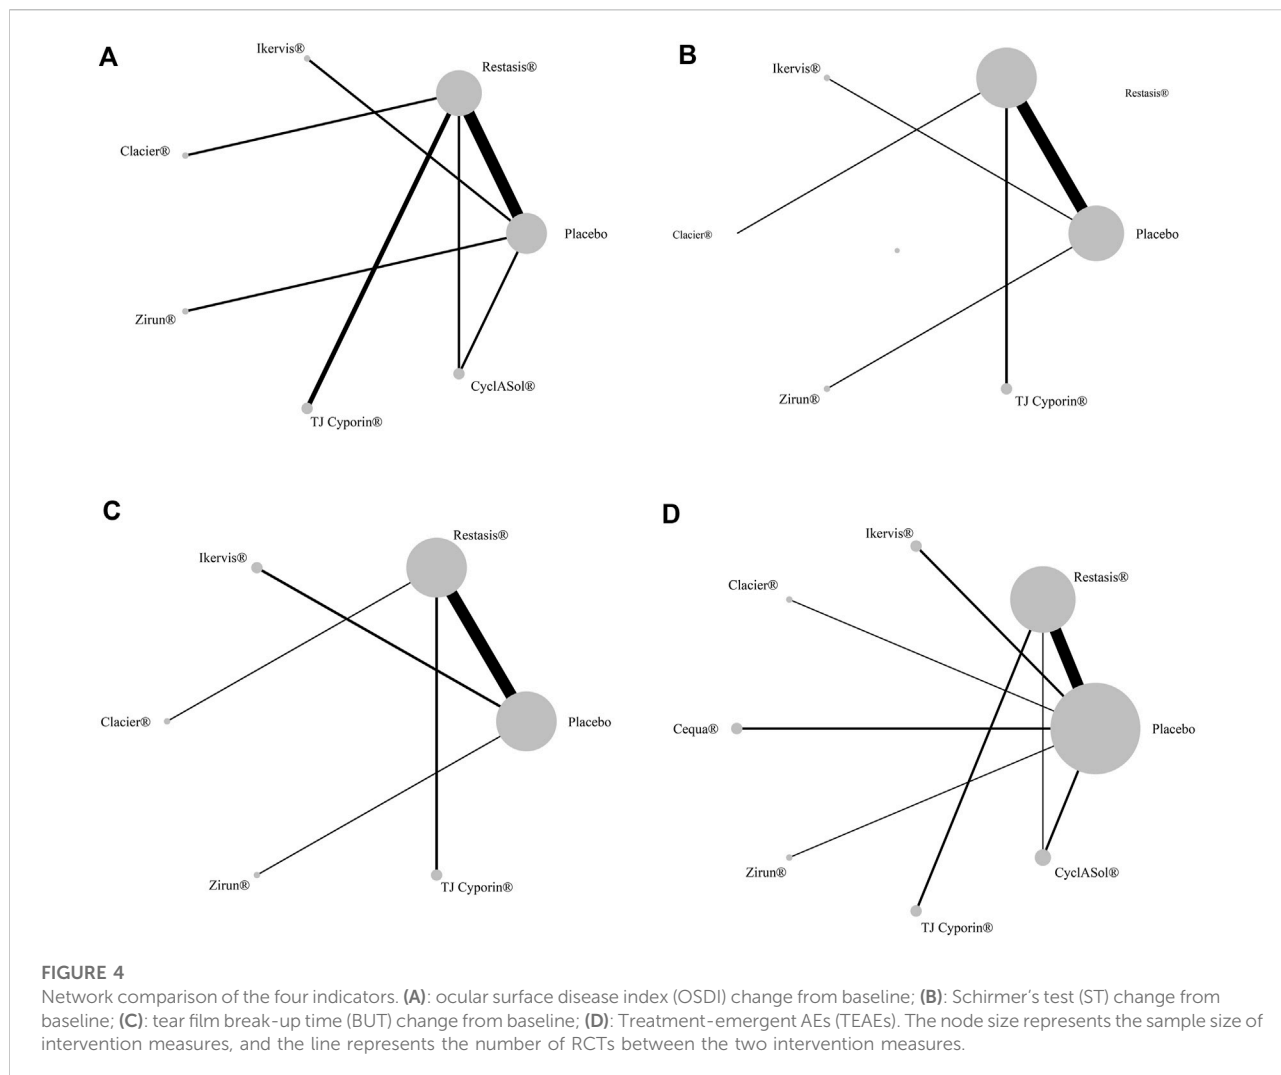 A
Ikervis®
Restasis®
Clacier®
Placebo
Zirun®
CyclASol®
TJ Cyporin®
B
Ikervis®
Restasis®
Clacier®
Placebo
Zirun®
TJ Cyporin®
C
Ikervis®
Restasis®
Clacier®
Placebo
Zirun®
TJ Cyporin®
D
Ikervis®
Restasis®
Clacier®
Cequa®
Placebo
Zirun®
CyclASol®
TJ Cyporin®
FIGURE 4
Network comparison of the four indicators. (A): ocular surface disease index (OSDI) change from baseline; (B): Schirmer's test (ST) change from
baseline; (C): tear film break-up time (BUT) change from baseline; (D): Treatment-emergent AEs (TEAEs). The node size represents the sample size of
intervention measures, and the line represents the number of RCTs between the two intervention measures.